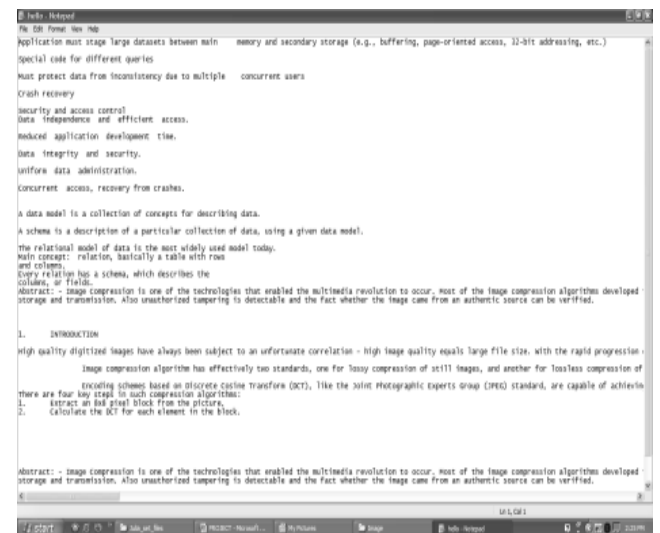 hello - Notepad
File Edit Format View Help
Application must stage large datasets between main memory and secondary storage (e.g., buffering, page-oriented access, 32-bit addressing, etc.)
Special code for different queries
Must protect data from inconsistency due to multiple concurrent users
Crash recovery
Security and access control
Data independence and efficient access.
Reduced application development time.
Data integrity and security.
Uniform data administration.
Concurrent access, recovery from crashes.
A data model is a collection of concepts for describing data.
A schema is a description of a particular collection of data, using a given data model.
The relational model of data is the most widely used model today.
Main concept: relation, basically a table with rows
and columns.
Every relation has a schema, which describes the
columns, or fields.
Abstract: - Image compression is one of the technologies that enabled the multimedia revolution to occur. Most of the image compression algorithms developed
storage and transmission. Also unauthorized tampering is detectable and the fact whether the image came from an authentic source can be verified.
1. INTRODUCTION
High quality digitized images have always been subject to an unfortunate correlation - high image quality equals large file size. With the rapid progression
Image compression algorithm has effectively two standards, one for lossy compression of still images, and another for lossless compression of
Encoding schemes based on Discrete Cosine Transform (DCT), like the Joint Photographic Experts Group (JPEG) standard, are capable of achievin
There are four key steps in such compression algorithms:
1. Extract an 8x8 pixel block from the picture,
2. Calculate the DCT for each element in the block,
Abstract: - Image compression is one of the technologies that enabled the multimedia revolution to occur. Most of the image compression algorithms developed
storage and transmission. Also unauthorized tampering is detectable and the fact whether the image came from an authentic source can be verified.
Ln 1, Col 1
start PROJECT - Microsoft... My Pictures Image hello - Notepad